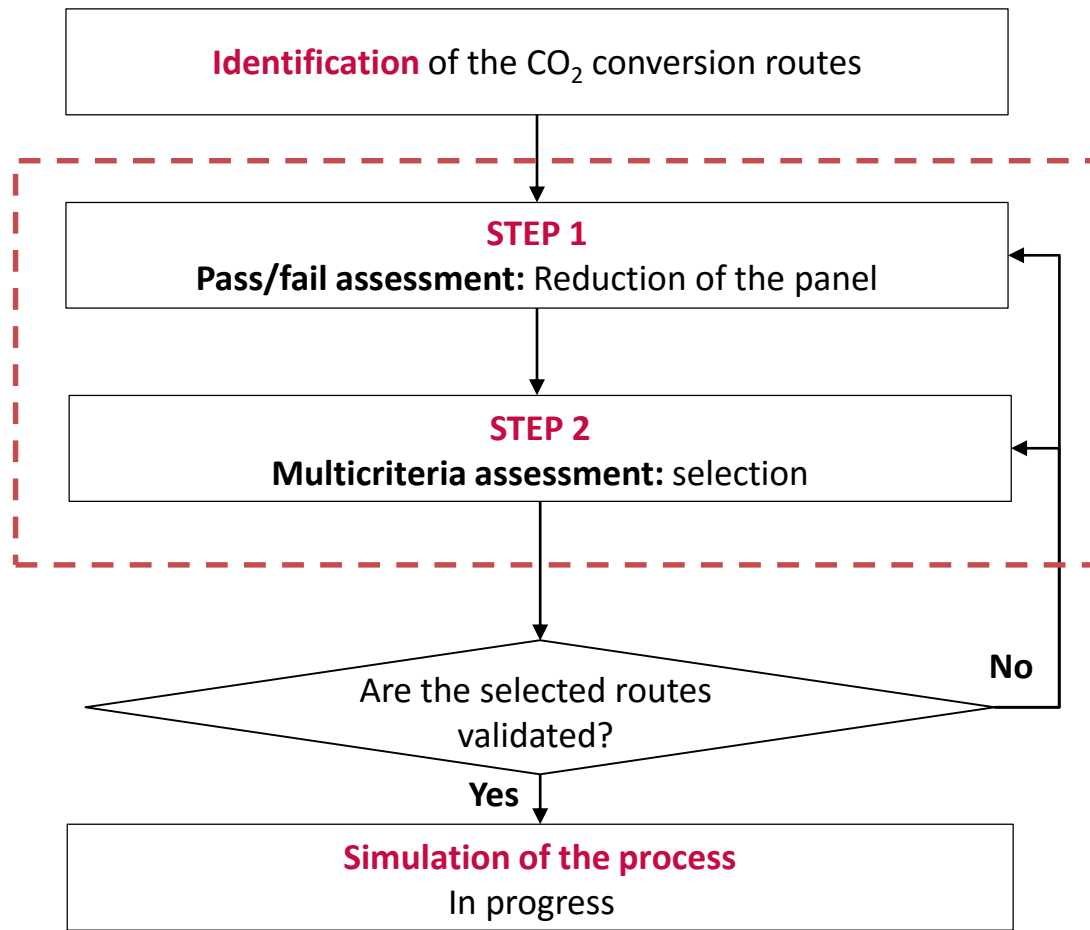 Identification of the CO₂ conversion routes
STEP 1
Pass/fail assessment: Reduction of the panel
STEP 2
Multicriteria assessment: selection
No
Are the selected routes
validated?
Yes
Simulation of the process
In progress